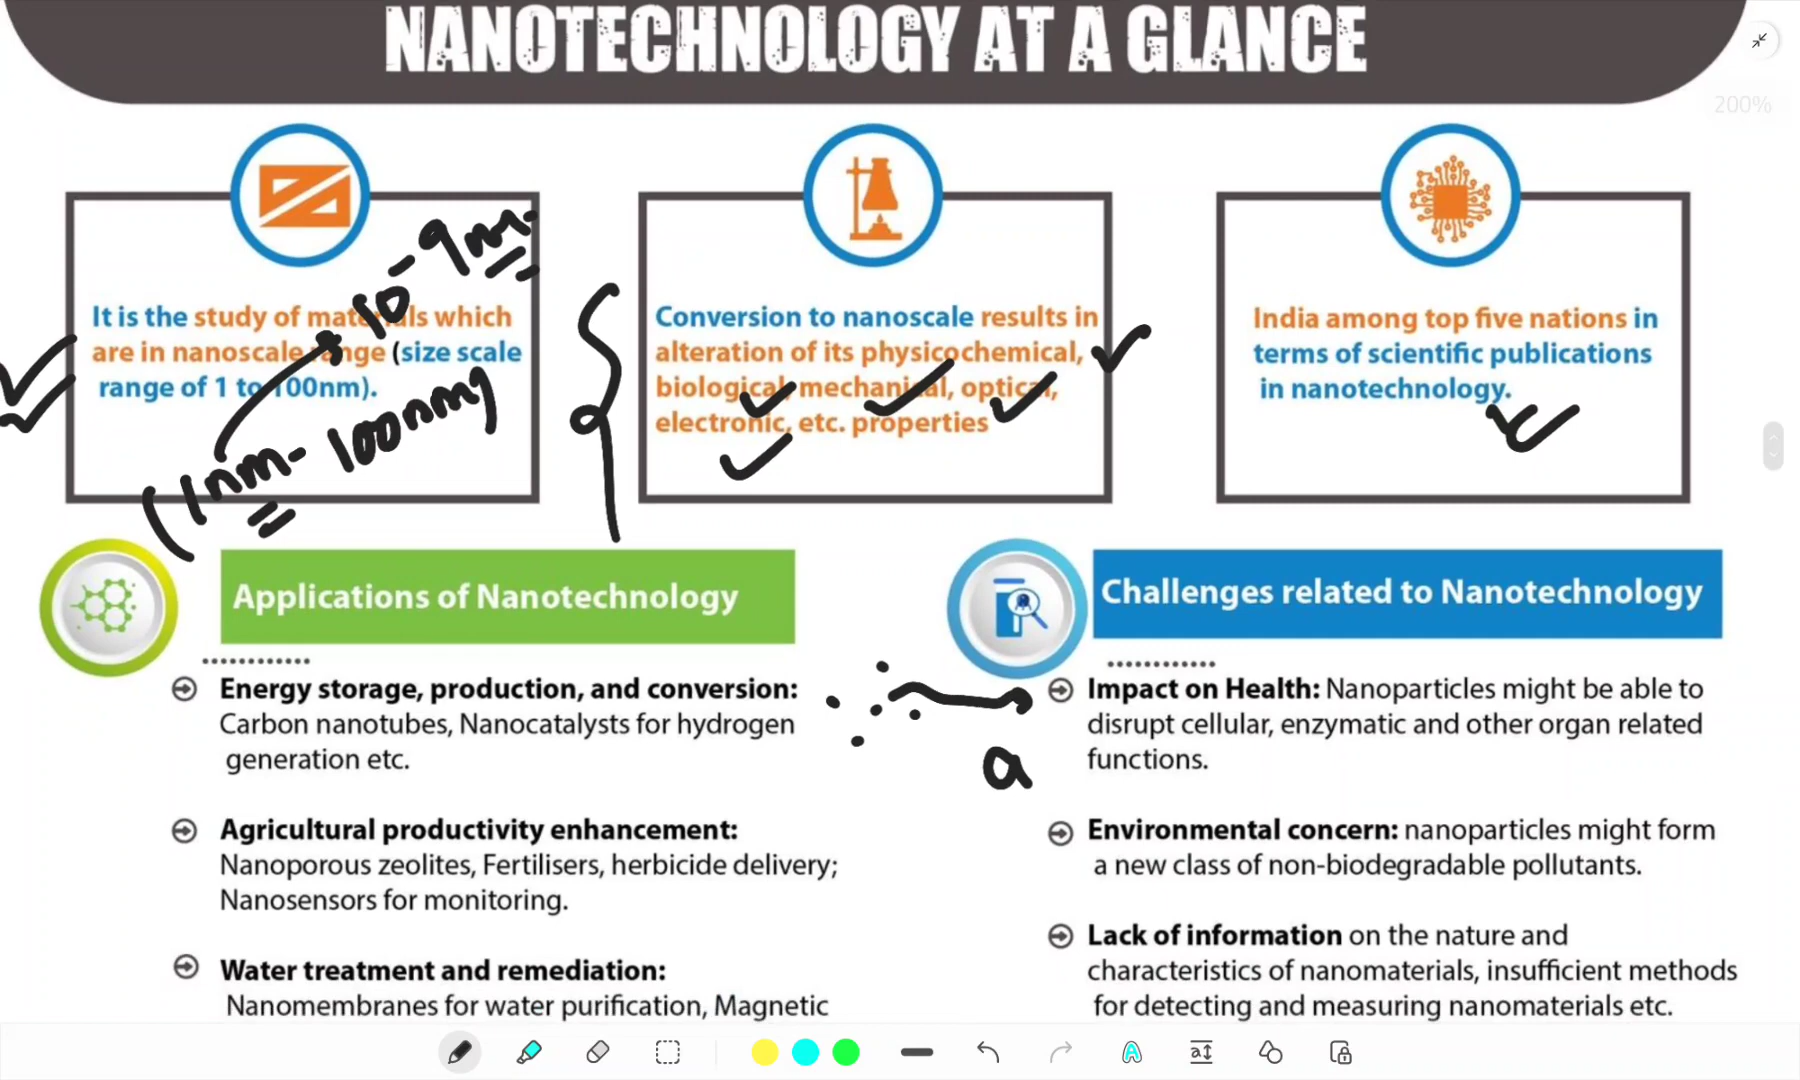 NANOTECHNOLOGY AT A GLANCE
200%
It is the study of materials which
are in nanoscale range (size scale
range of 1 to 100nm).
10-9m
(1nm- 100nm)
Conversion to nanoscale results in
alteration of its physicochemical,
biological, mechanical, optical,
electronic, etc. properties
India among top five nations in
terms of scientific publications
in nanotechnology.
Applications of Nanotechnology
Energy storage, production, and conversion:
Carbon nanotubes, Nanocatalysts for hydrogen
generation etc.
Agricultural productivity enhancement:
Nanoporous zeolites, Fertilisers, herbicide delivery;
Nanosensors for monitoring.
Water treatment and remediation:
Nanomembranes for water purification, Magnetic
Challenges related to Nanotechnology
Impact on Health: Nanoparticles might be able to
disrupt cellular, enzymatic and other organ related
functions.
a
Environmental concern: nanoparticles might form
a new class of non-biodegradable pollutants.
Lack of information on the nature and
characteristics of nanomaterials, insufficient methods
for detecting and measuring nanomaterials etc.
A
a